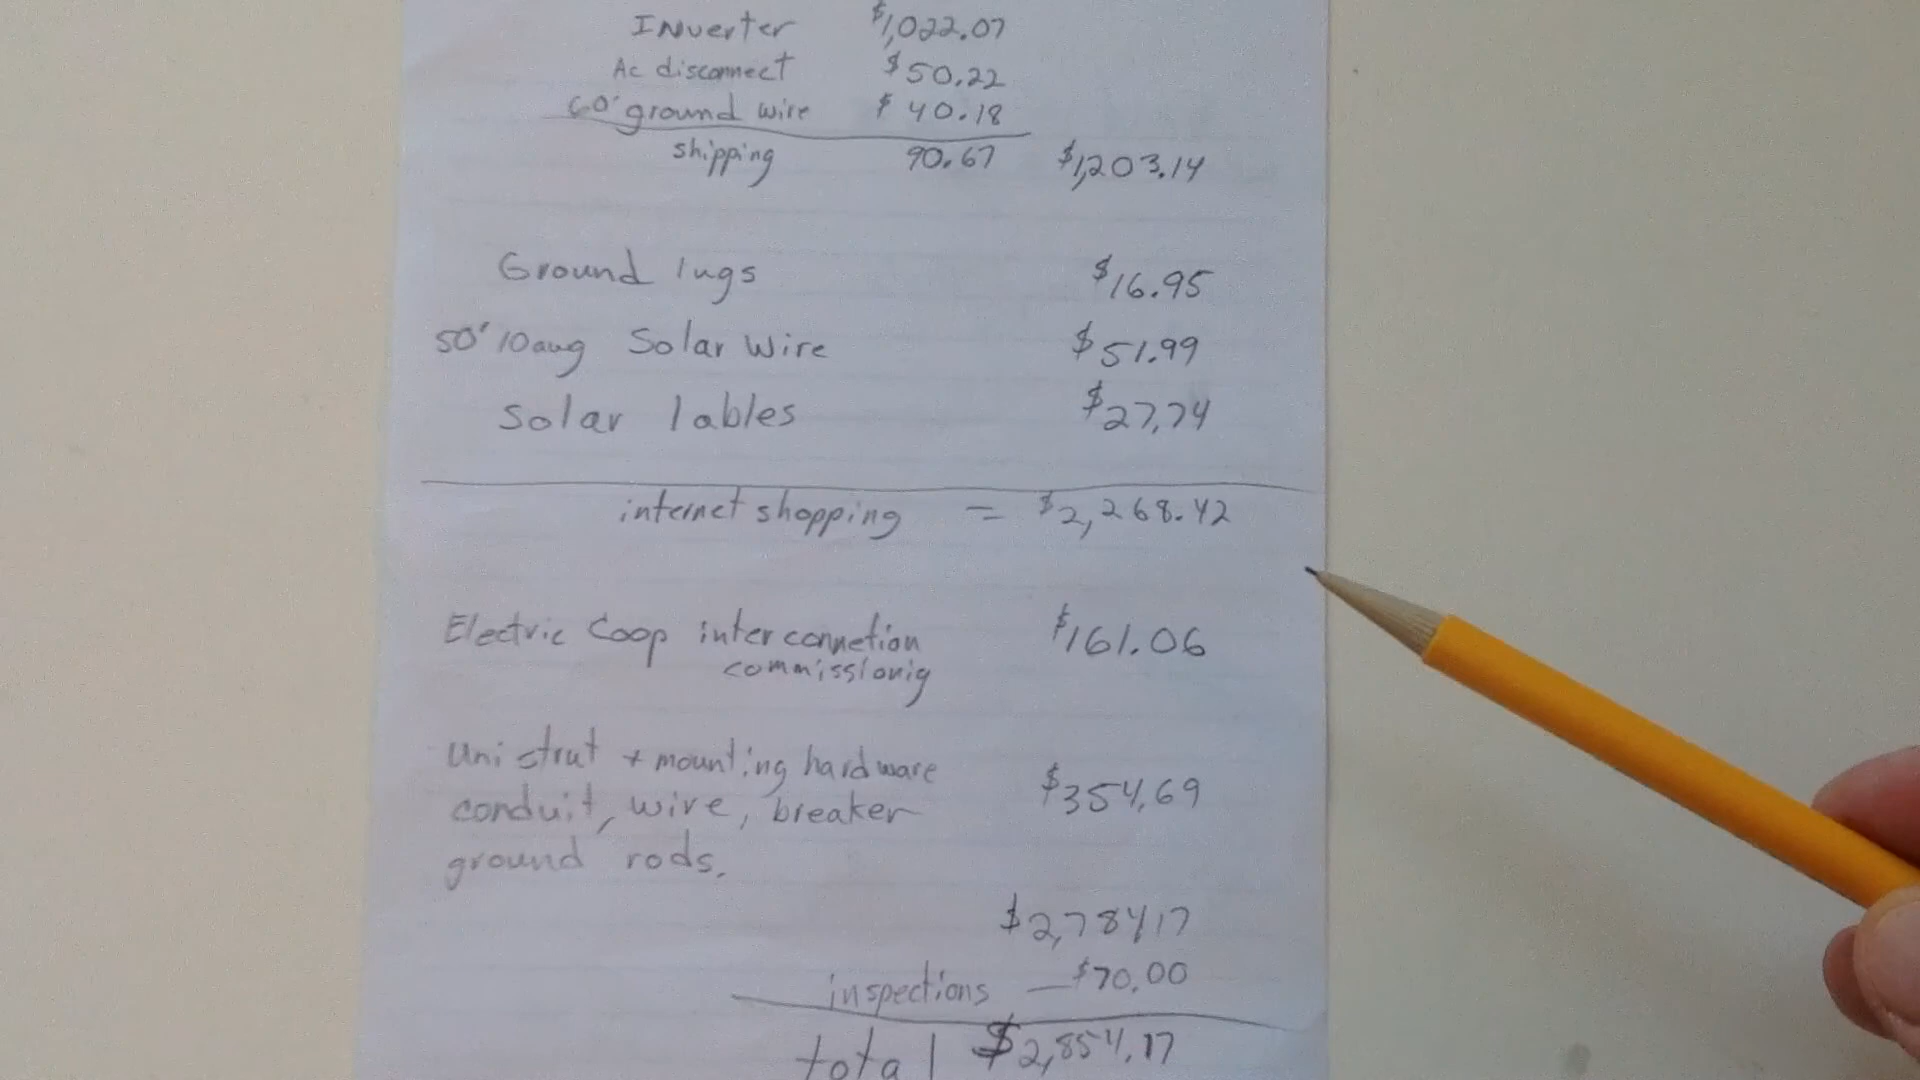 Inverter $1,022.07
Ac disconnect $50.22
60' ground wire $40.18
shipping 90.67 $1,203.14
Ground lugs $16.95
50' 10awg Solar Wire $51.99
Solar lables $27.74
internet shopping = $2,268.42
Electric Coop interconnetion $161.06
commissionig
Uni strut + mounting hardware
conduit, wire, breaker $354.69
ground rods.
$2,784.17
inspections — $70.00
total $2,854.17